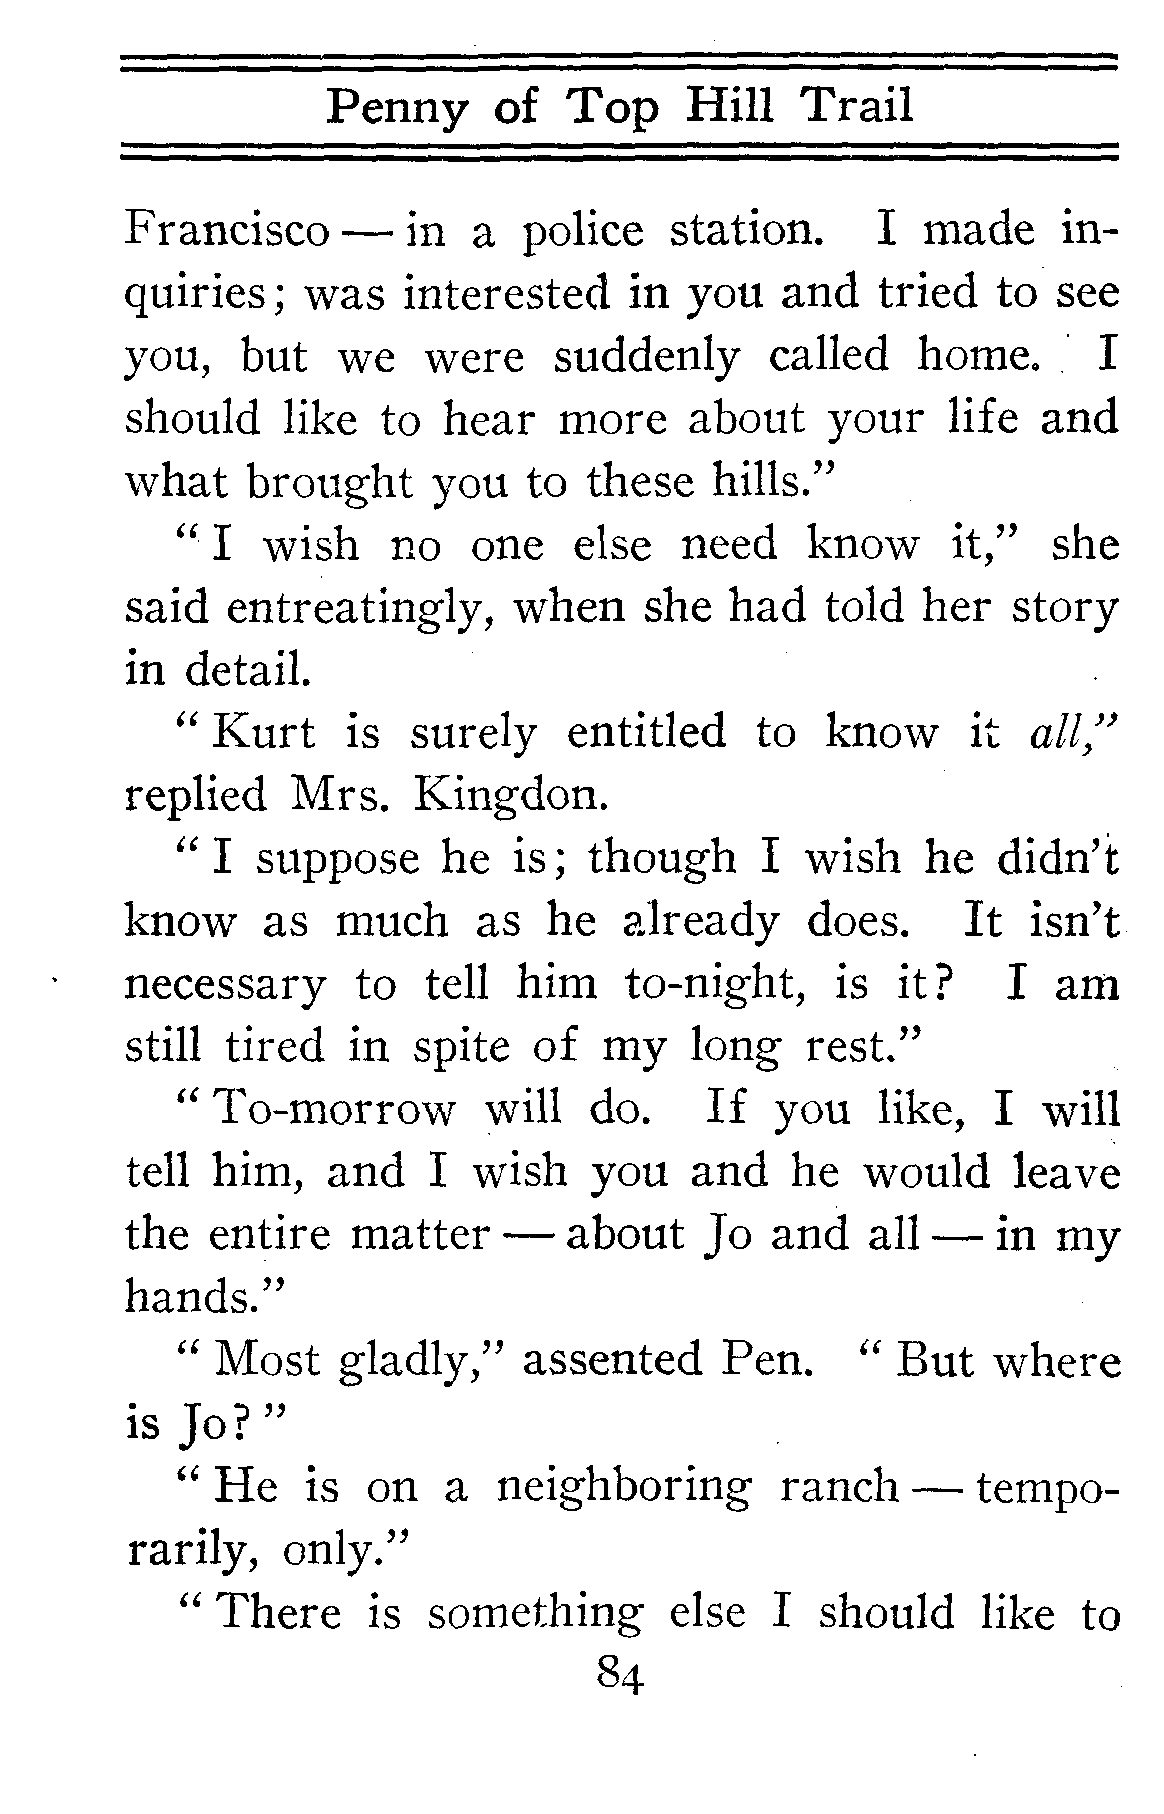 Penny of Top Hill Trail
Francisco — in a police station. I made in-
quiries; was interested in you and tried to see
you, but we were suddenly called home. I
should like to hear more about your life and
what brought you to these hills.”
“ I wish no one else need know it,” she
said entreatingly, when she had told her story
in detail.
“ Kurt is surely entitled to know it all,”
replied Mrs. Kingdon.
“ I suppose he is; though I wish he didn’t
know as much as he already does. It isn’t
necessary to tell him to-night, is it? I am
still tired in spite of my long rest.”
“ To-morrow will do. If you like, I will
tell him, and I wish you and he would leave
the entire matter — about Jo and all — in my
hands.”
“ Most gladly,” assented Pen. “ But where
is Jo? ”
“ He is on a neighboring ranch — tempo-
rarily, only.”
“ There is something else I should like to
84